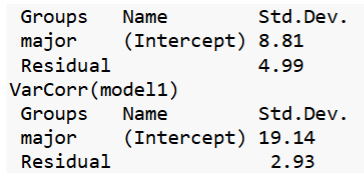 Groups Name Std.Dev.
major (Intercept) 8.81
Residual 4.99
VarCorr(model1)
Groups Name Std.Dev.
major (Intercept) 19.14
Residual 2.93